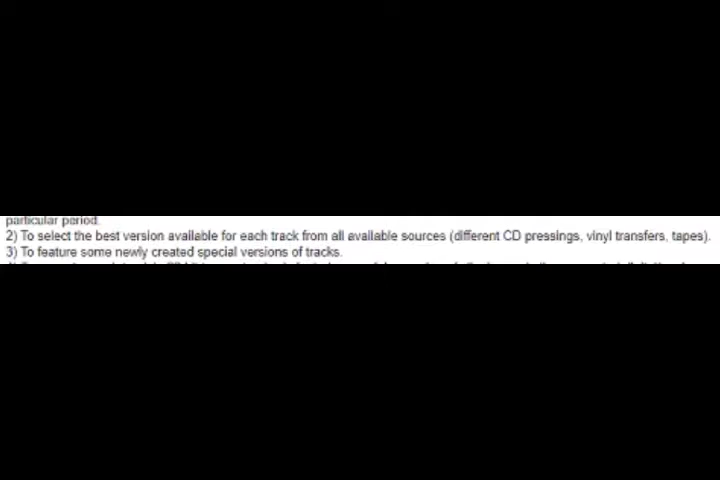 particular period.
2) To select the best version available for each track from all available sources (different CD pressings, vinyl transfers, tapes).
3) To feature some newly created special versions of tracks.